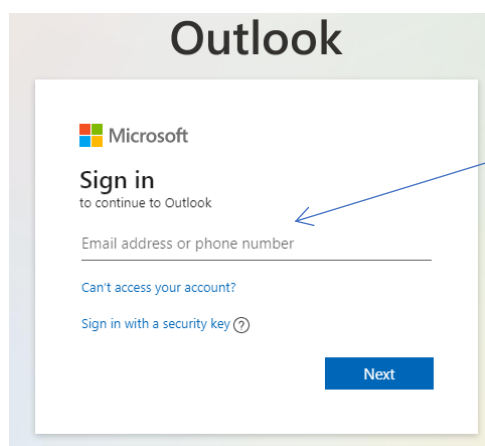 Outlook
Microsoft
Sign in
to continue to Outlook
Email address or phone number
Can't access your account?
Sign in with a security key ?
Next